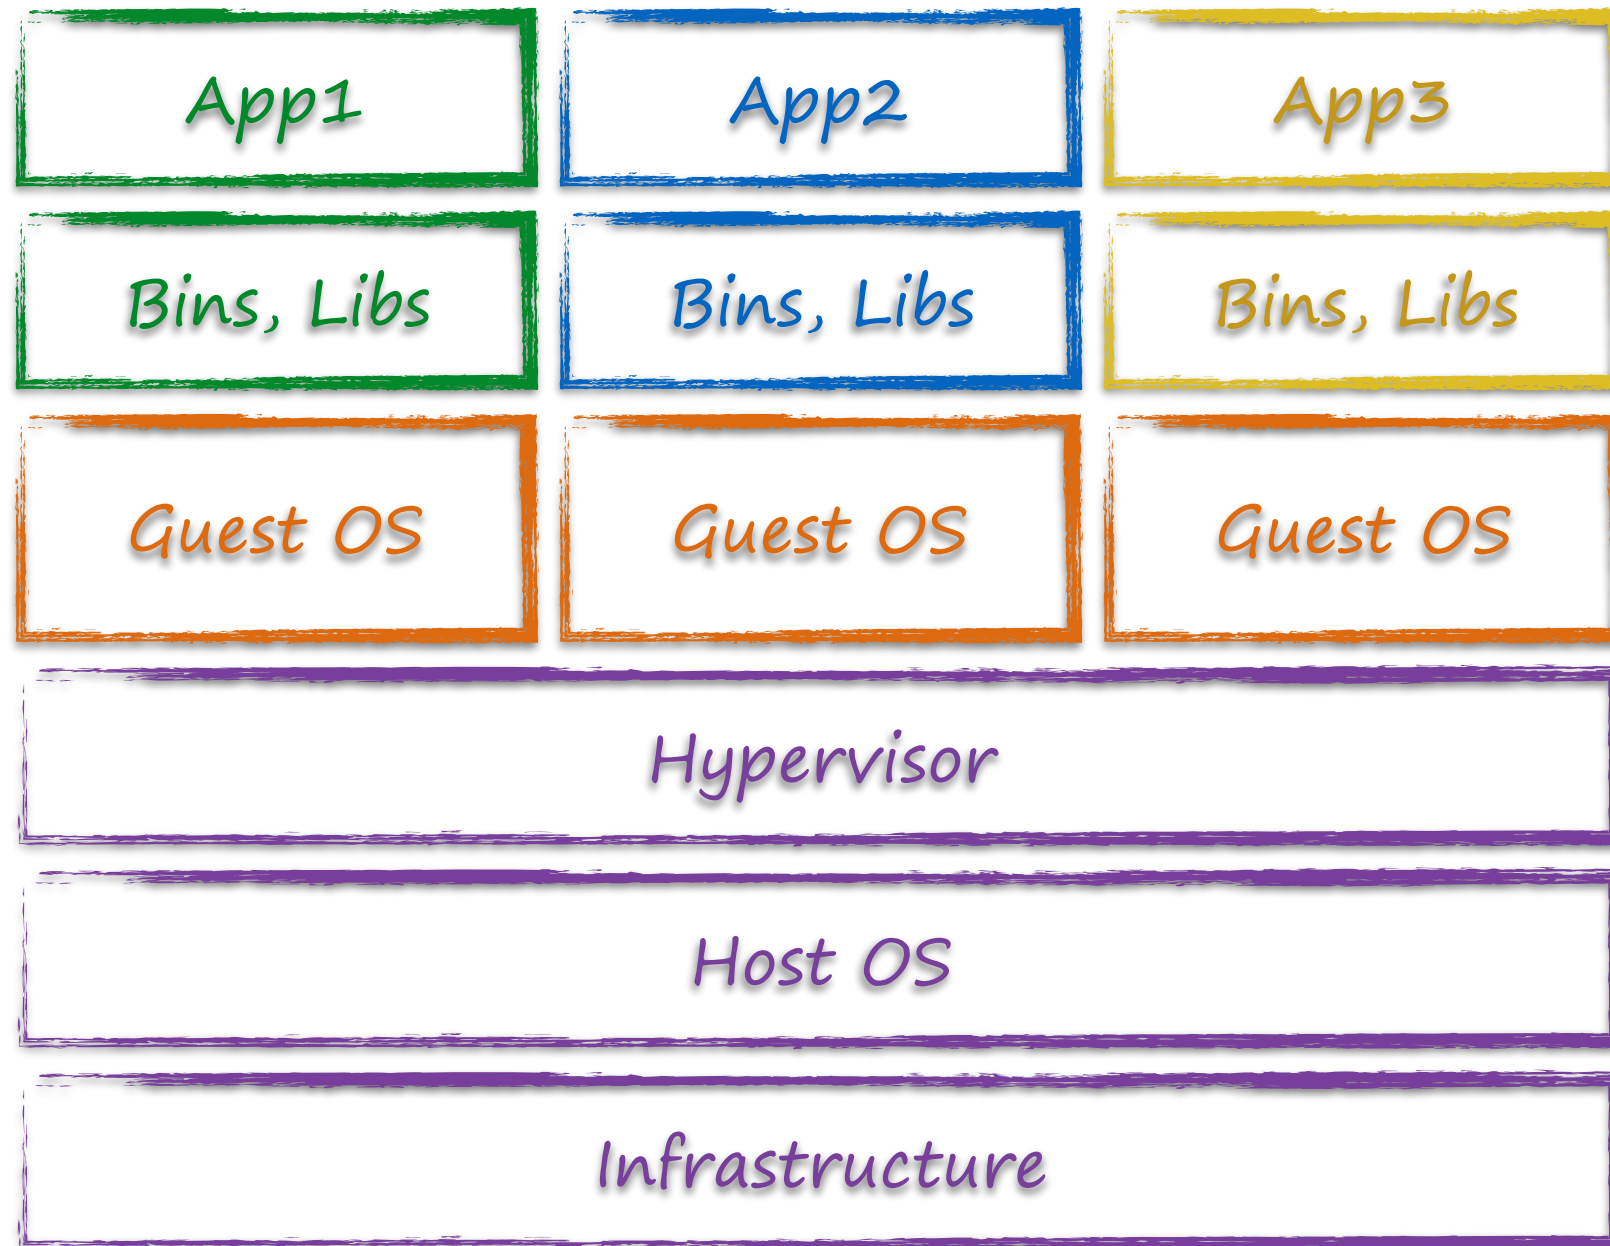 App1 App2 App3
Bins, Libs Bins, Libs Bins, Libs
Guest OS Guest OS Guest OS
Hypervisor
Host OS
Infrastructure